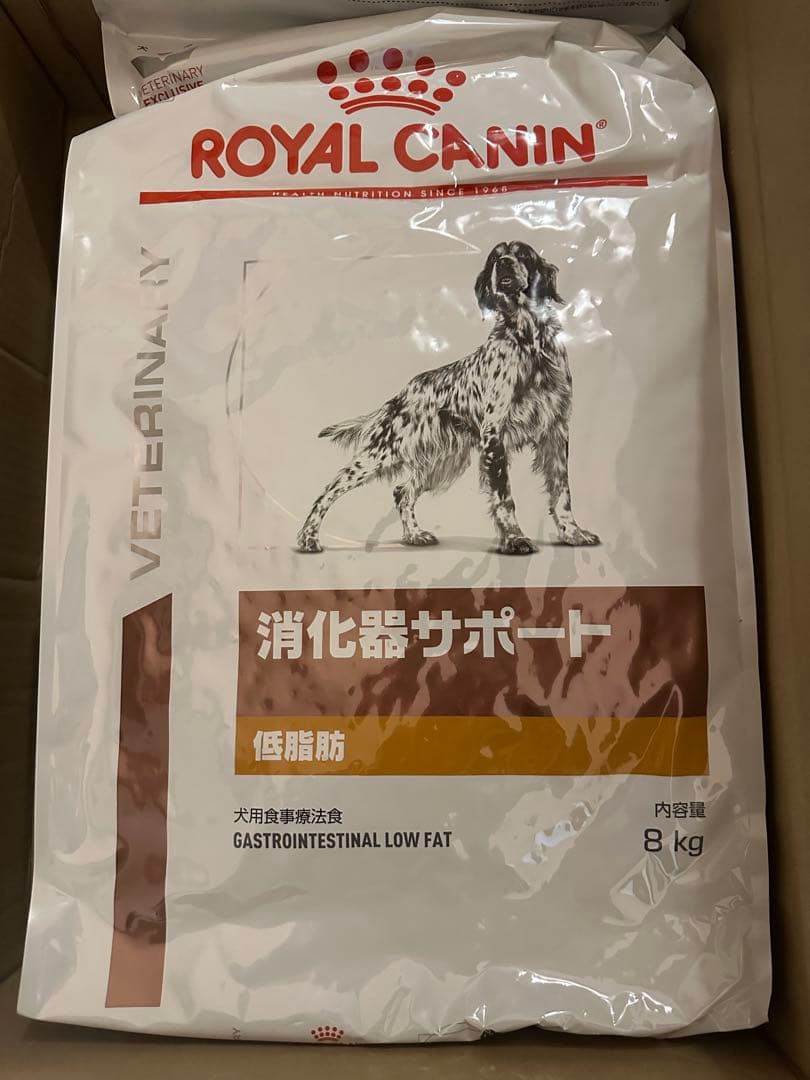 VETERINARY
EXCLUSIVE
ROYAL CANIN®
HEALTH NUTRITION SINCE 1968
VETERINARY
消化器サポート
低脂肪
犬用食事療法食
GASTROINTESTINAL LOW FAT
内容量
8 kg